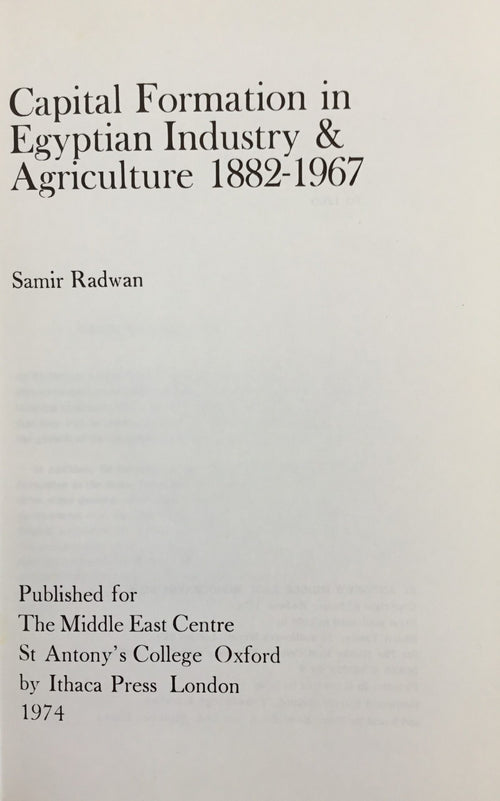 Capital Formation in
Egyptian Industry &
Agriculture 1882-1967
Samir Radwan
Published for
The Middle East Centre
St Antony's College Oxford
by Ithaca Press London
1974